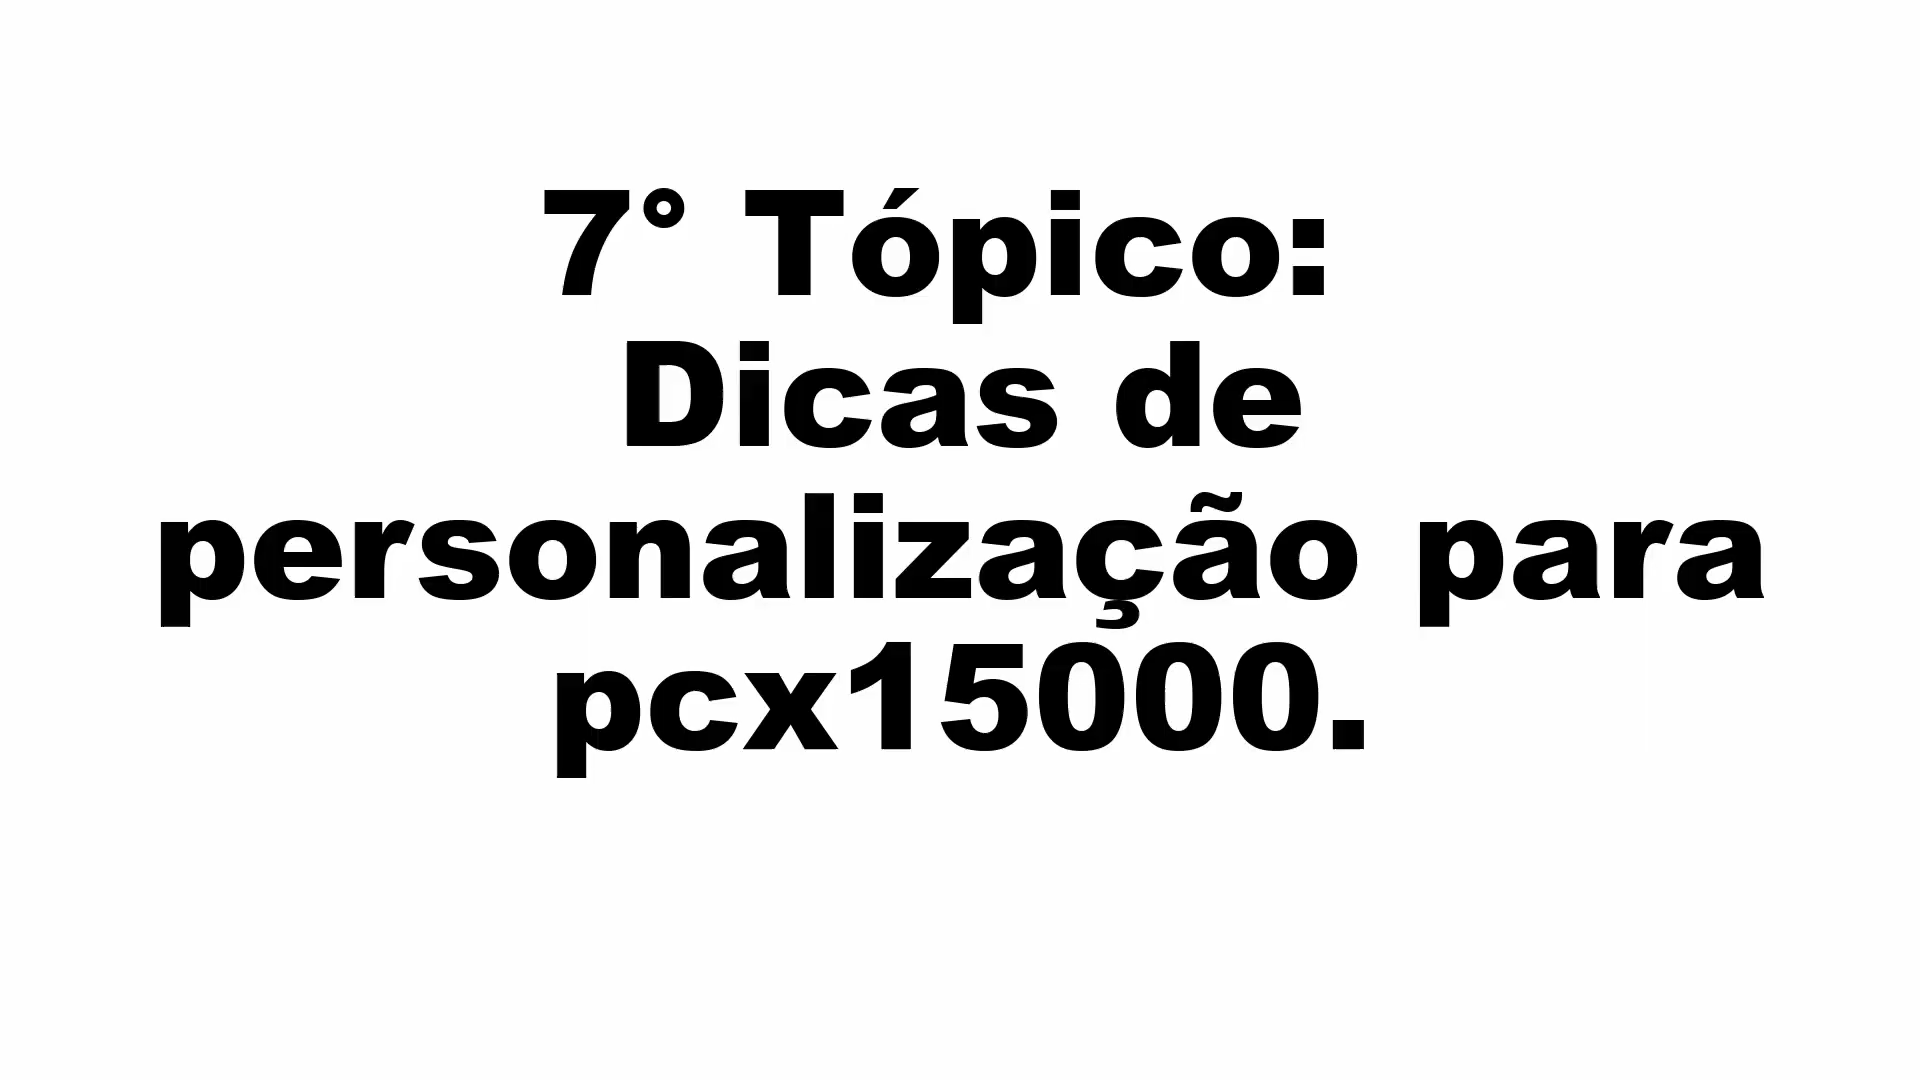 7° Tópico:
Dicas de
personalização para
pcx15000.